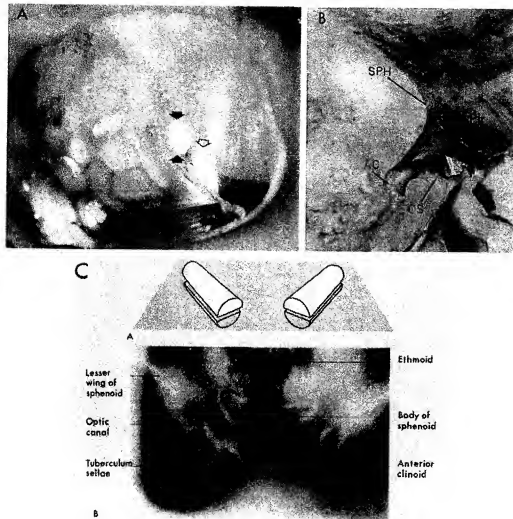 A
B
SPH
C
A
Lesser
wing of
sphenoid
Optic
canal
Tuberculum
sellae
Ethmoid
Body of
sphenoid
Anterior
clinoid
B